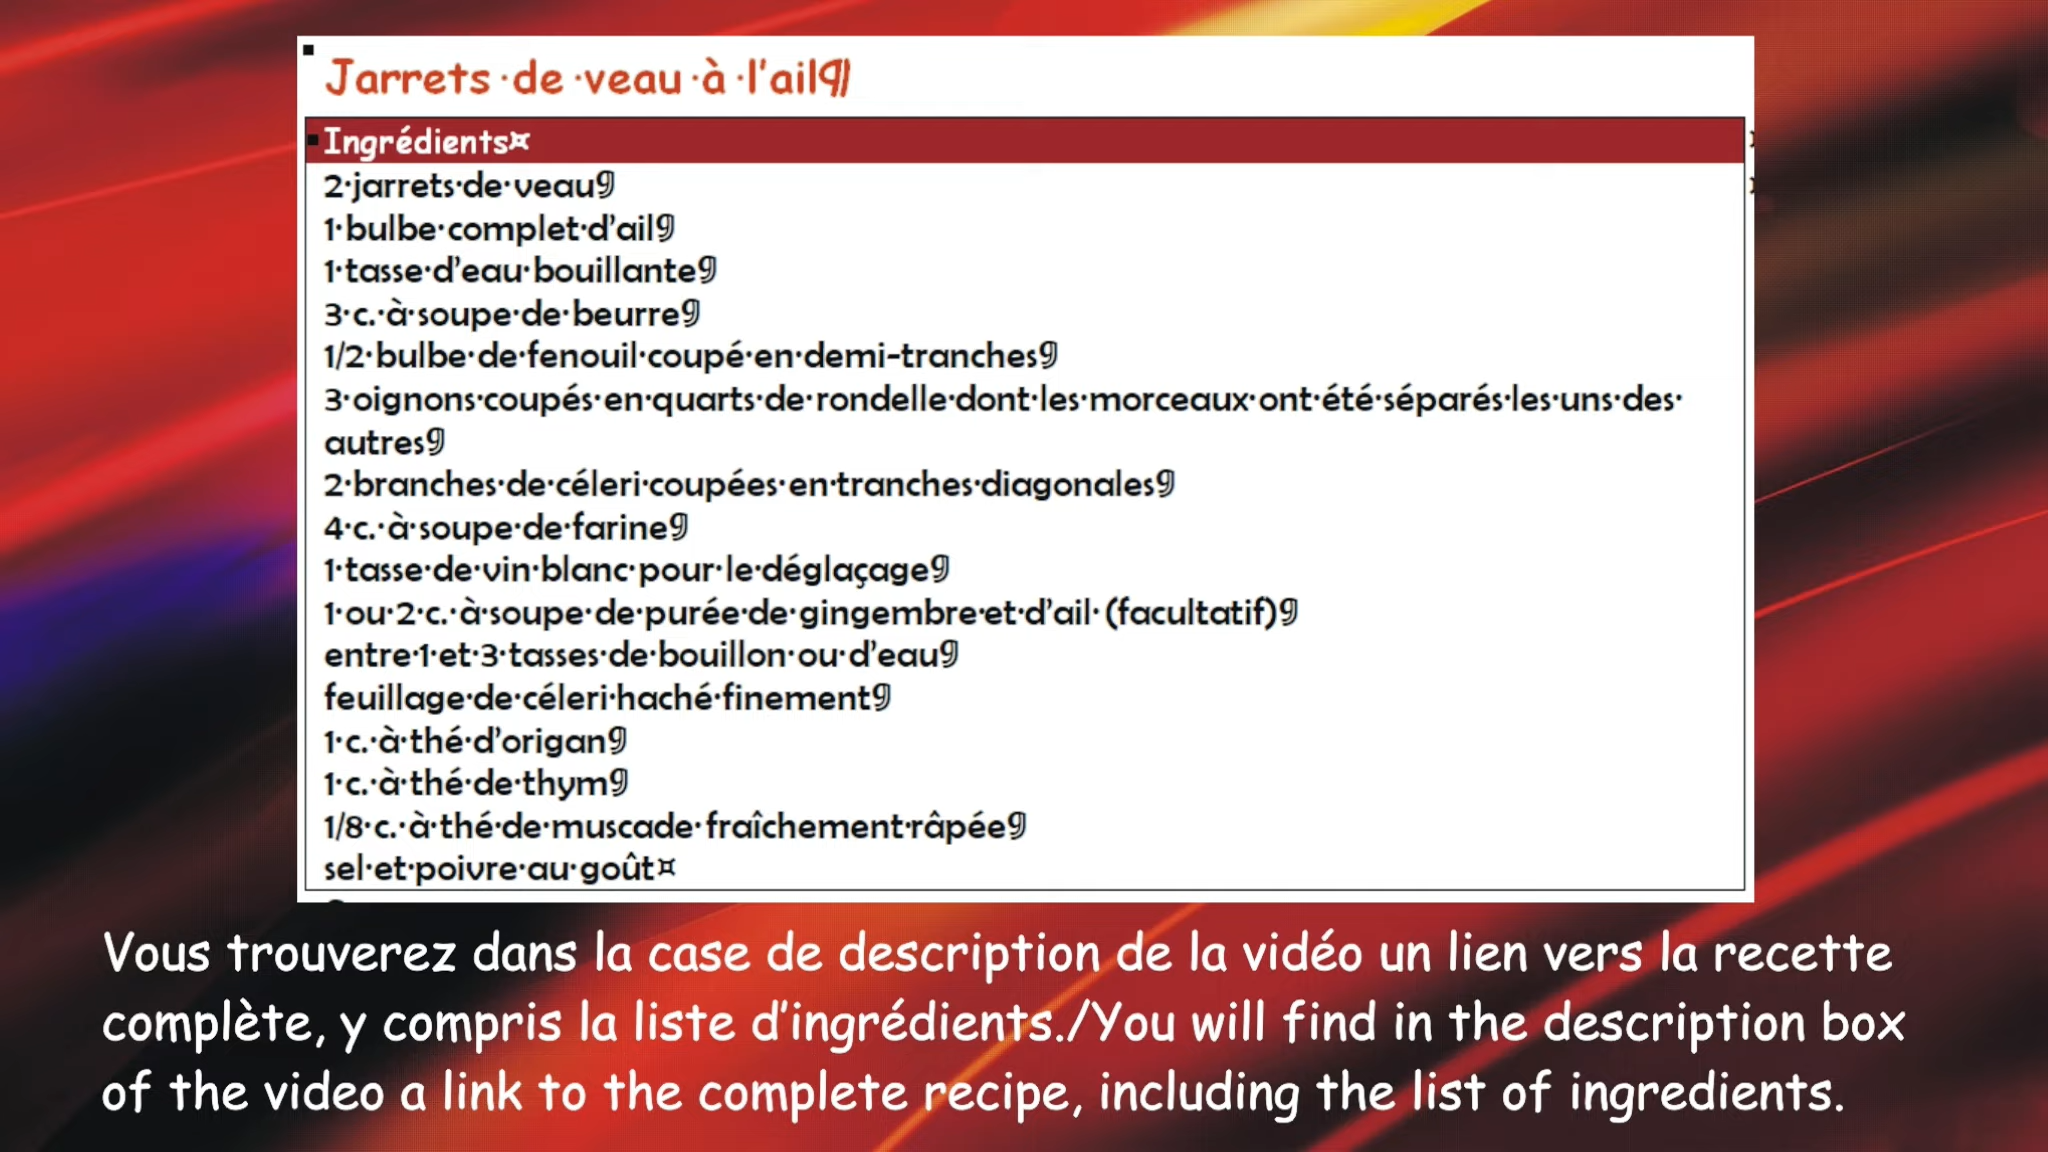 Jarrets de veau à l'ail¶
Ingrédients¤
2·jarrets·de·veau¶
1·bulbe·complet·d'ail¶
1·tasse·d'eau·bouillante¶
3·c.·à·soupe·de·beurre¶
1/2·bulbe·de·fenouil·coupé·en·demi-tranches¶
3·oignons·coupés·en·quarts·de·rondelle·dont·les·morceaux·ont·été·séparés·les·uns·des·
autres¶
2·branches·de·céleri·coupées·en·tranches·diagonales¶
4·c.·à·soupe·de·farine¶
1·tasse·de·vin·blanc·pour·le·déglaçage¶
1·ou·2·c.·à·soupe·de·purée·de·gingembre·et·d'ail·(facultatif)¶
entre·1·et·3·tasses·de·bouillon·ou·d'eau¶
feuillage·de·céleri·haché·finement¶
1·c.·à·thé·d'origan¶
1·c.·à·thé·de·thym¶
1/8·c.·à·thé·de·muscade·fraîchement·râpée¶
sel·et·poivre·au·goût¤
Vous trouverez dans la case de description de la vidéo un lien vers la recette
complète, y compris la liste d'ingrédients./You will find in the description box
of the video a link to the complete recipe, including the list of ingredients.